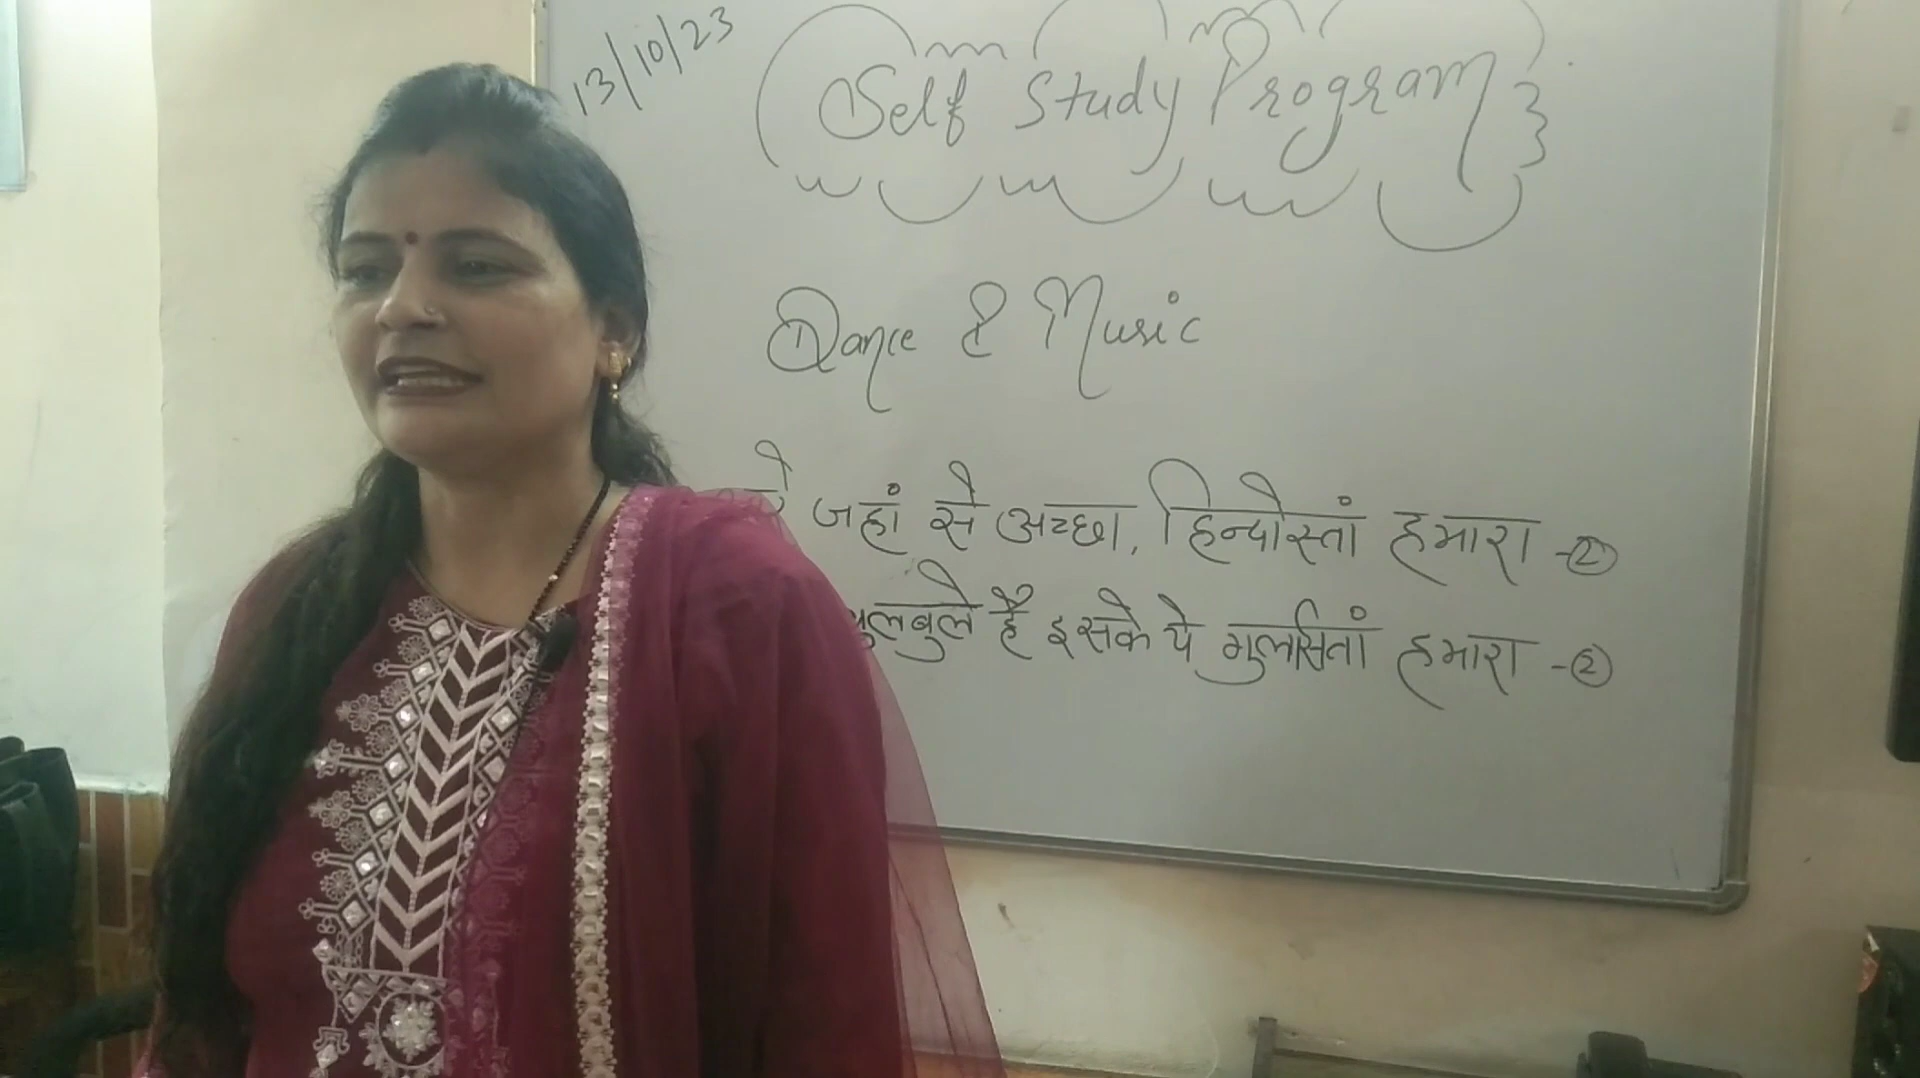 13/10/23
Self Study Program
Dance & Music
जहां से अच्छा, हिन्दोस्तां हमारा -②
इसके ये गुलसितां हमारा -②